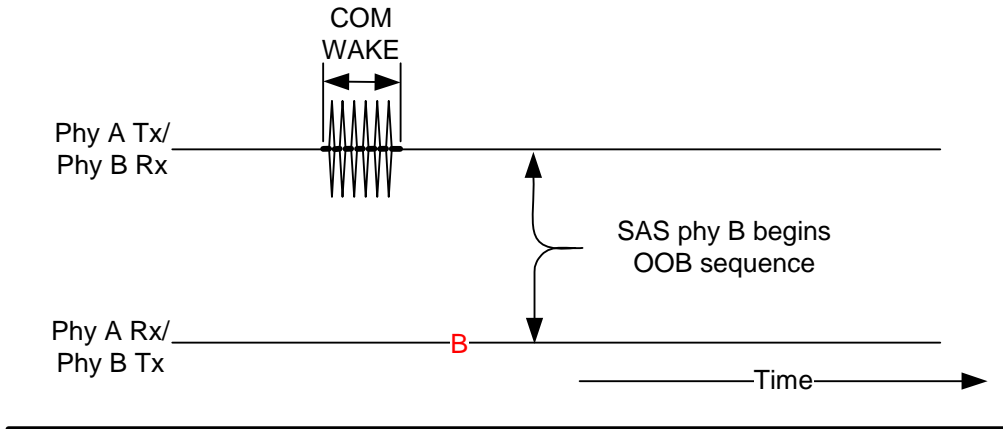 COM
WAKE
Phy A Tx/
Phy B Rx
SAS phy B begins
OOB sequence
Phy A Rx/
Phy B Tx
B
Time